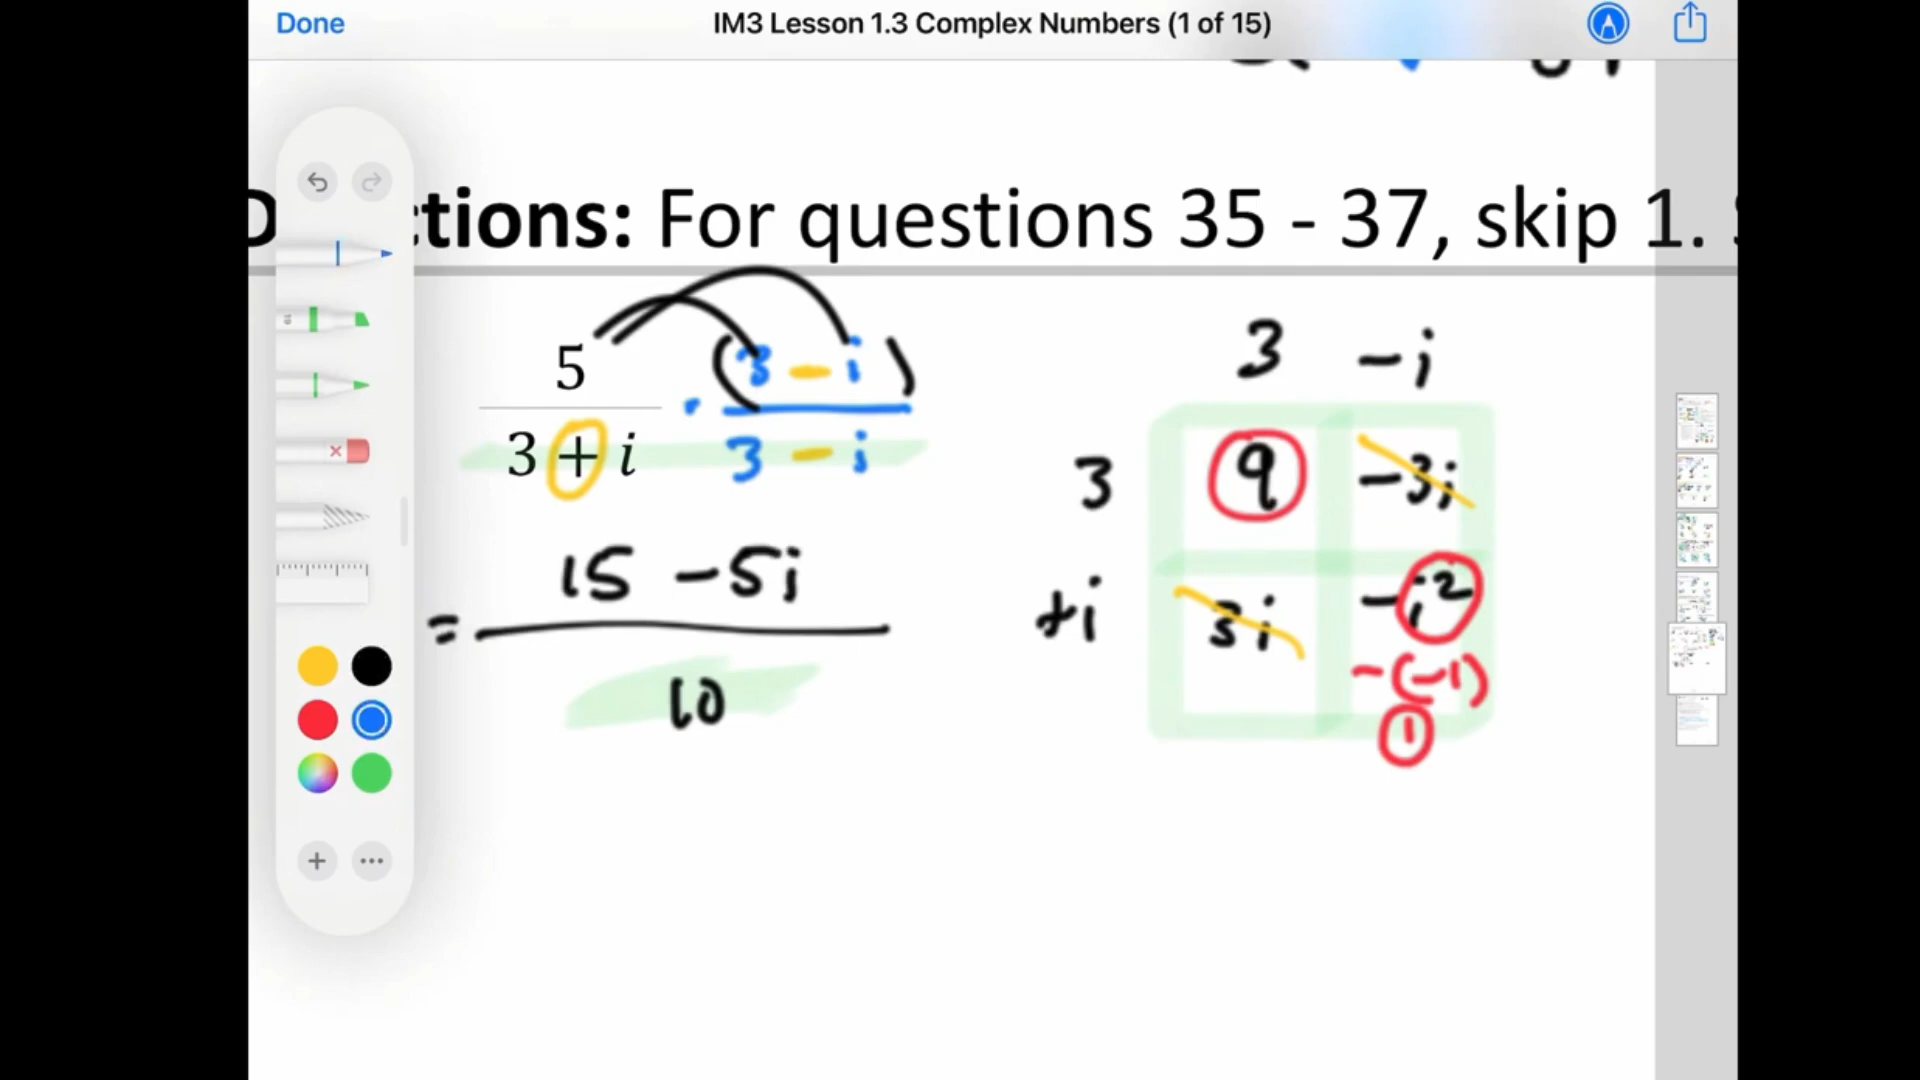 Done IM3 Lesson 1.3 Complex Numbers (1 of 15)
ctions: For questions 35 - 37, skip 1.
5 · (3 - i)
3 + i 3 - i
= 15 - 5i
10
3 -i
3 9 -3i
+i 3i -i²
-(-1)
1